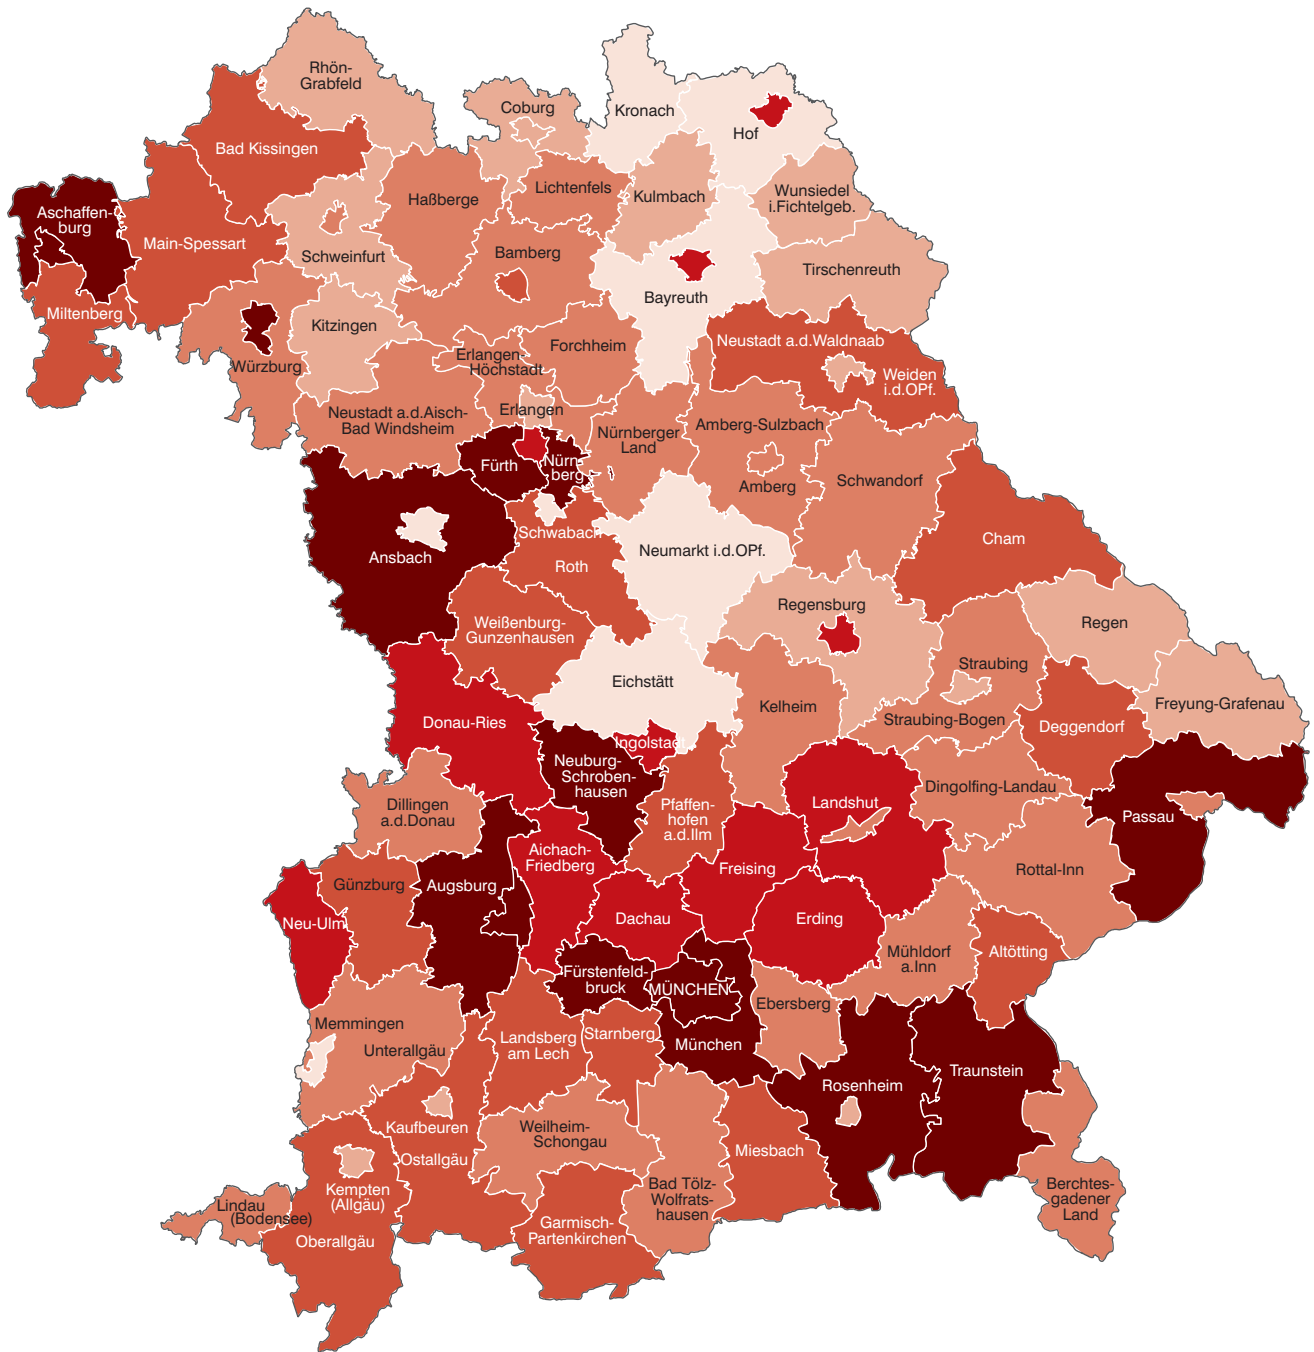 Rhön-
Grabfeld
Coburg
Kronach
Hof
Bad Kissingen
Lichtenfels
Kulmbach
Wunsiedel
i.Fichtelgeb.
Haßberge
Aschaffen-
burg
Main-Spessart
Schweinfurt
Bamberg
Bayreuth
Tirschenreuth
Miltenberg
Kitzingen
Würzburg
Erlangen-
Höchstadt
Forchheim
Neustadt a.d.Waldnaab
Weiden
i.d.OPf.
Neustadt a.d.Aisch-
Bad Windsheim
Erlangen
Nürnberger
Land
Amberg-Sulzbach
Fürth
Nürn-
berg
Amberg
Schwandorf
Ansbach
Schwabach
Roth
Neumarkt i.d.OPf.
Cham
Weißenburg-
Gunzenhausen
Regensburg
Regen
Eichstätt
Straubing
Kelheim
Straubing-Bogen
Deggendorf
Freyung-Grafenau
Donau-Ries
Ingolstadt
Neuburg-
Schroben-
hausen
Dillingen
a.d.Donau
Pfaffen-
hofen
a.d.Ilm
Landshut
Dingolfing-Landau
Passau
Aichach-
Friedberg
Freising
Rottal-Inn
Günzburg
Augsburg
Neu-Ulm
Dachau
Erding
Mühldorf
a.Inn
Altötting
Fürstenfeld-
bruck
MÜNCHEN
Ebersberg
Memmingen
Unterallgäu
Landsberg
am Lech
Starnberg
München
Rosenheim
Traunstein
Kaufbeuren
Ostallgäu
Weilheim-
Schongau
Miesbach
Kempten
(Allgäu)
Bad Tölz-
Wolfrats-
hausen
Berchtes-
gadener
Land
Lindau
(Bodensee)
Oberallgäu
Garmisch-
Partenkirchen